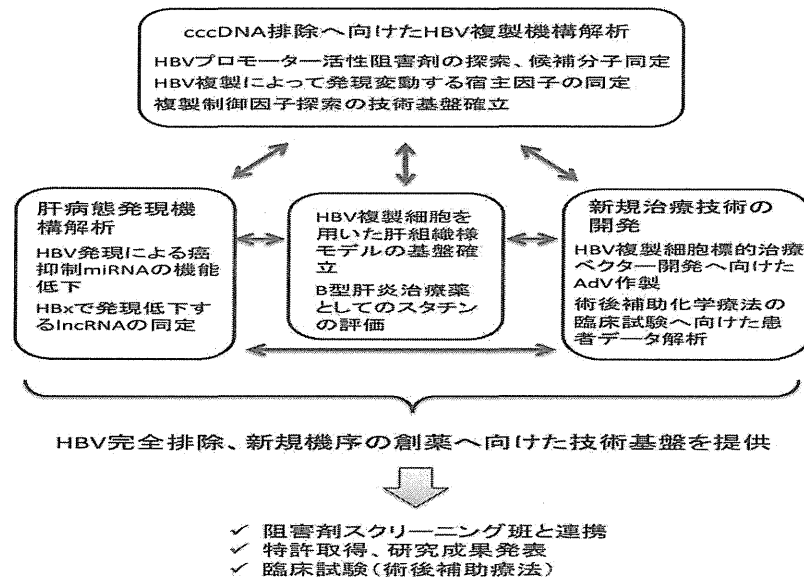 cccDNA排除へ向けたHBV複製機構解析
HBVプロモーター活性阻害剤の探索、候補分子同定
HBV複製によって発現変動する宿主因子の同定
複製制御因子探索の技術基盤確立
肝病態発現機
構解析
HBV発現による癌
抑制miRNAの機能
低下
HBxで発現低下す
るlncRNAの同定
HBV複製細胞を
用いた肝組織様
モデルの基盤確
立
B型肝炎治療薬
としてのスタチン
の評価
新規治療技術の
開発
HBV複製細胞標的治療
ベクター開発へ向けた
AdV作製
術後補助化学療法の
臨床試験へ向けた患
者データ解析
HBV完全排除、新規機序の創薬へ向けた技術基盤を提供
✓ 阻害剤スクリーニング班と連携
✓ 特許取得、研究成果発表
✓ 臨床試験(術後補助療法)